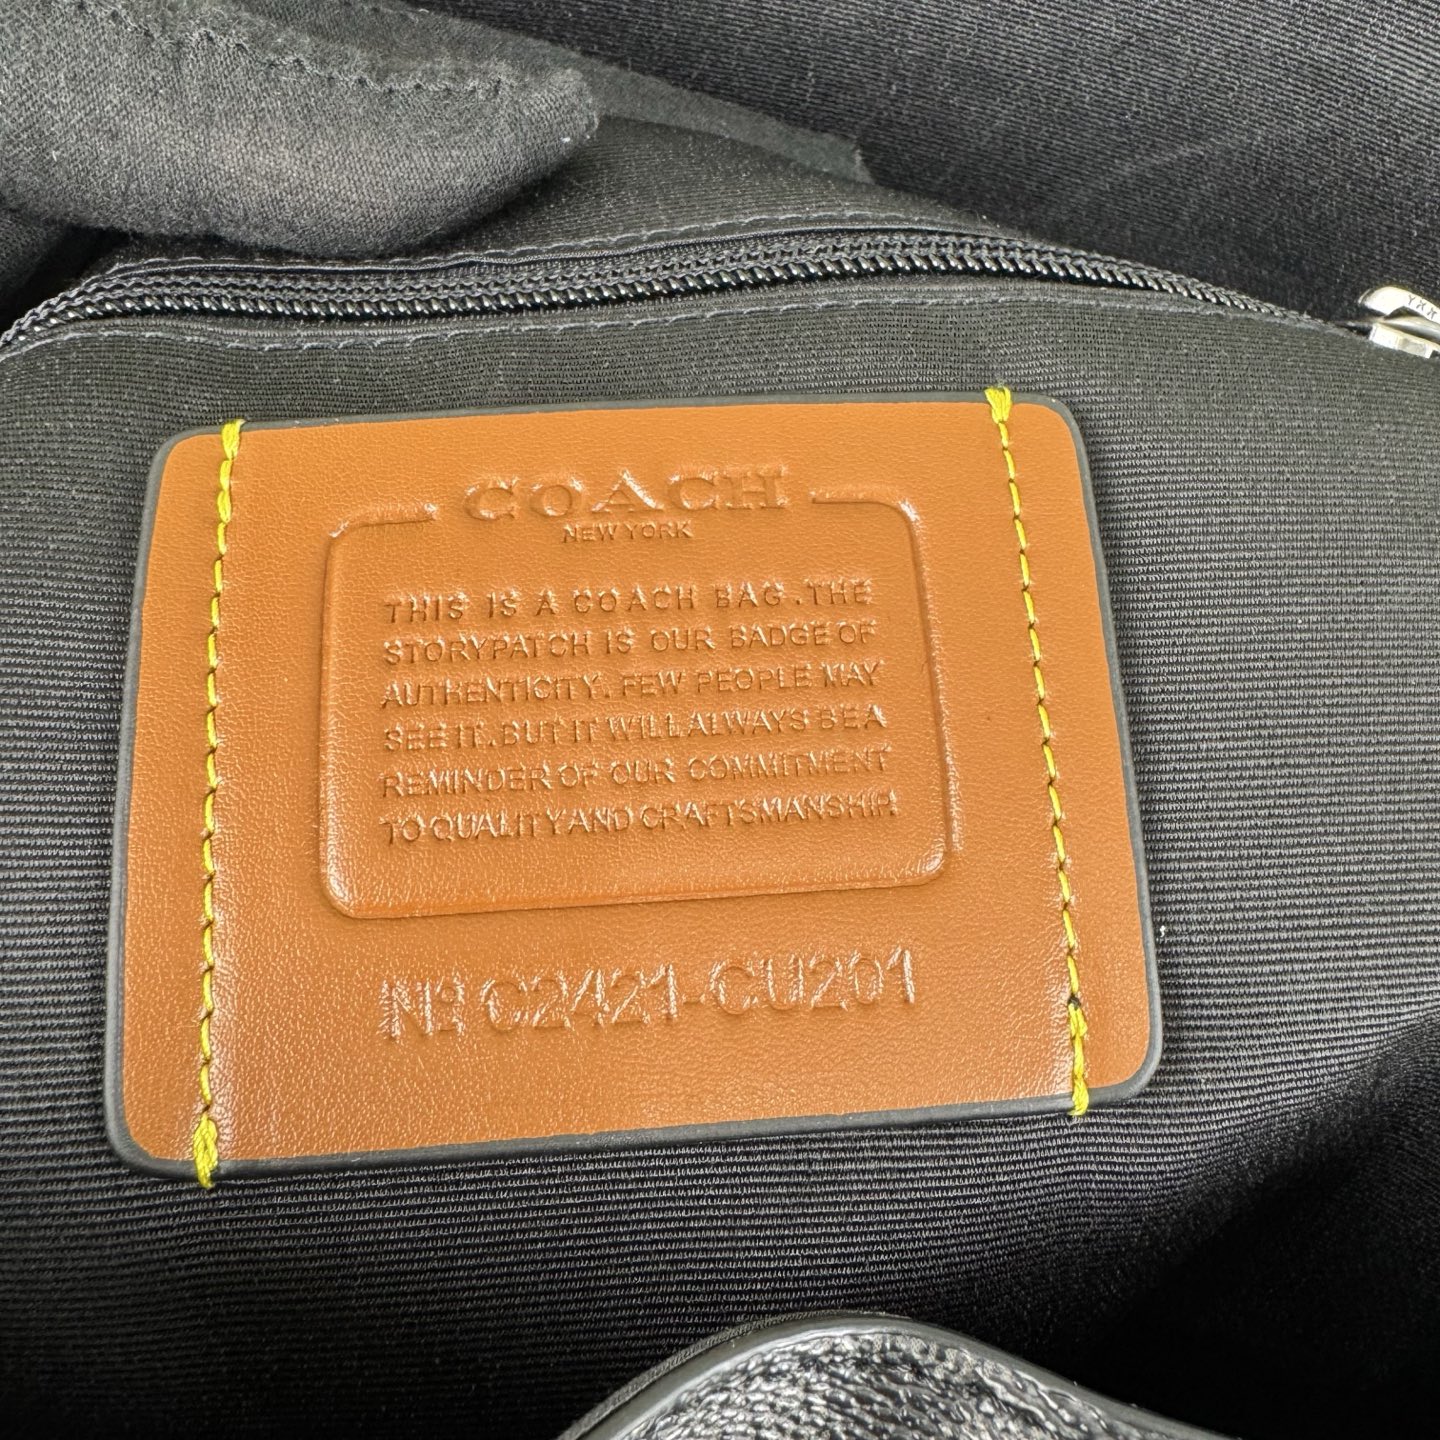 YKK
COACH
NEW YORK
THIS IS A COACH BAG.THE
STORYPATCH IS OUR BADGE OF
AUTHENTICITY. FEW PEOPLE MAY
SEE IT.BUT IT WILL ALWAYS BE A
REMINDER OF OUR COMMITMENT
TO QUALITY AND CRAFTSMANSHIP.
Nº C2421-CU201